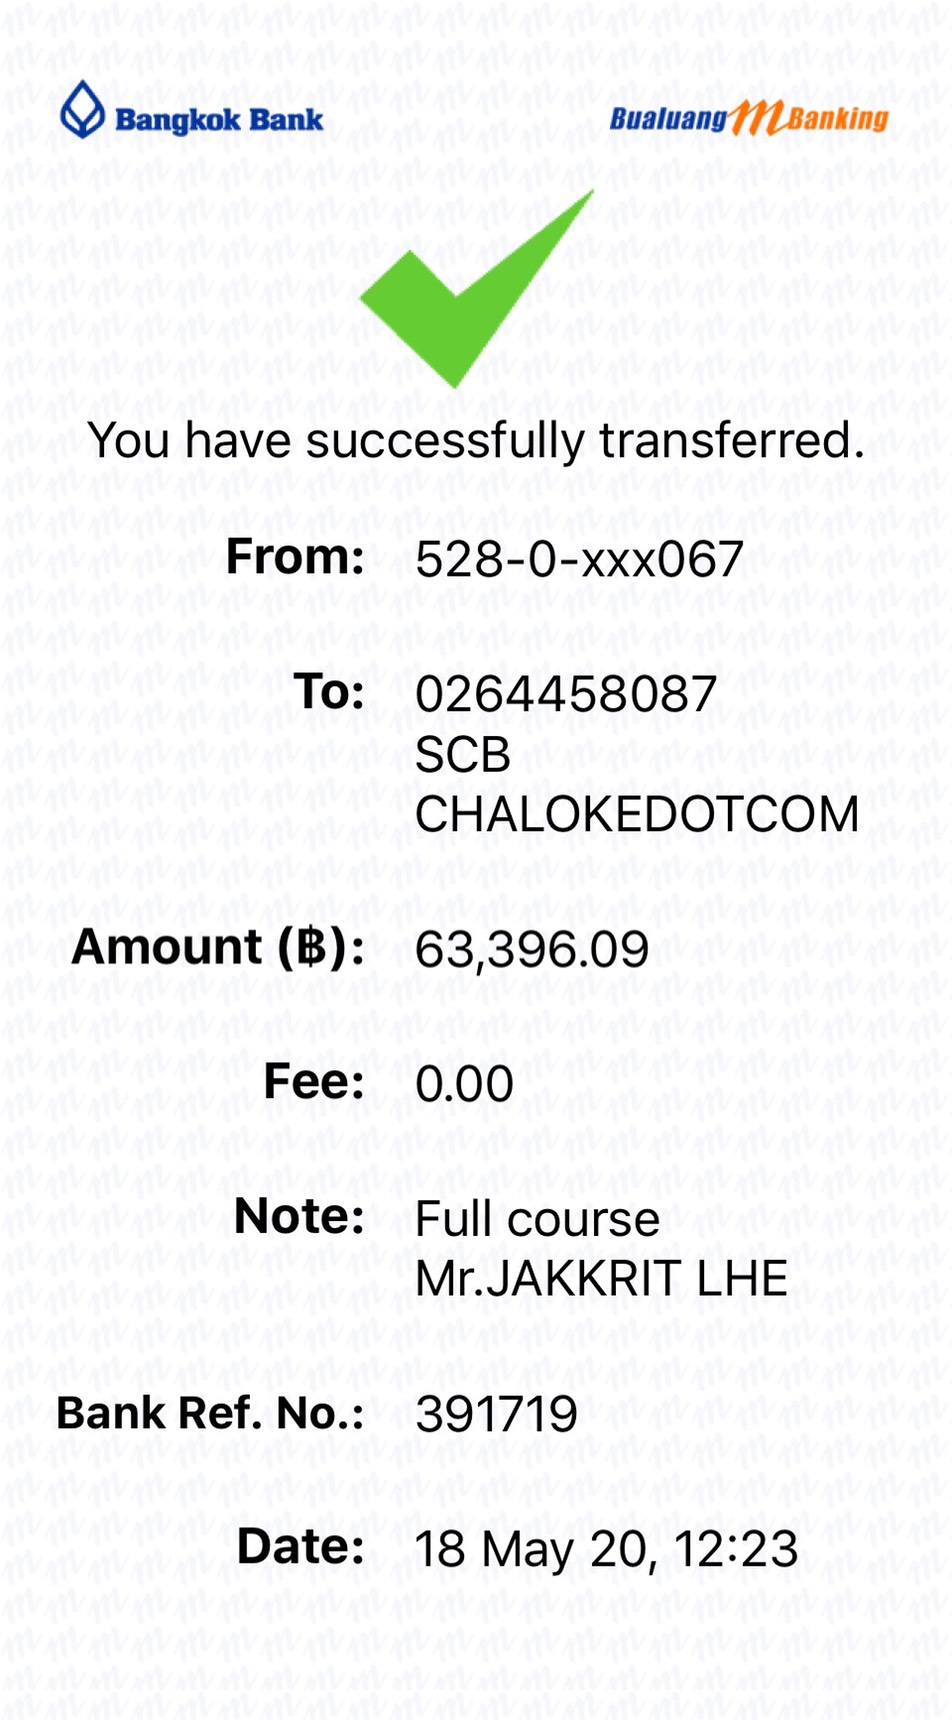 Bangkok Bank
Bualuang mBanking
You have successfully transferred.
From: 528-0-xxx067
To: 0264458087
SCB
CHALOKEDOTCOM
Amount (฿): 63,396.09
Fee: 0.00
Note: Full course
Mr.JAKKRIT LHE
Bank Ref. No.: 391719
Date: 18 May 20, 12:23